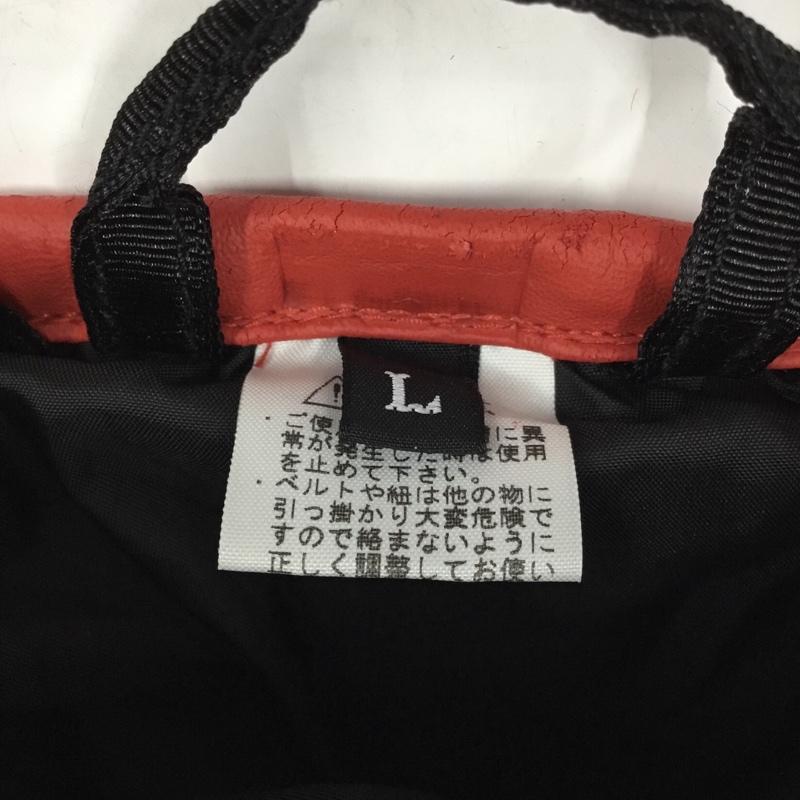 L
・ご使 に異
常が発生した時は使用
を止めて下さい。
・ベルトや紐は他の物に
引っ掛かり大変危険で
すので絡まないように
正しく調整してお使い